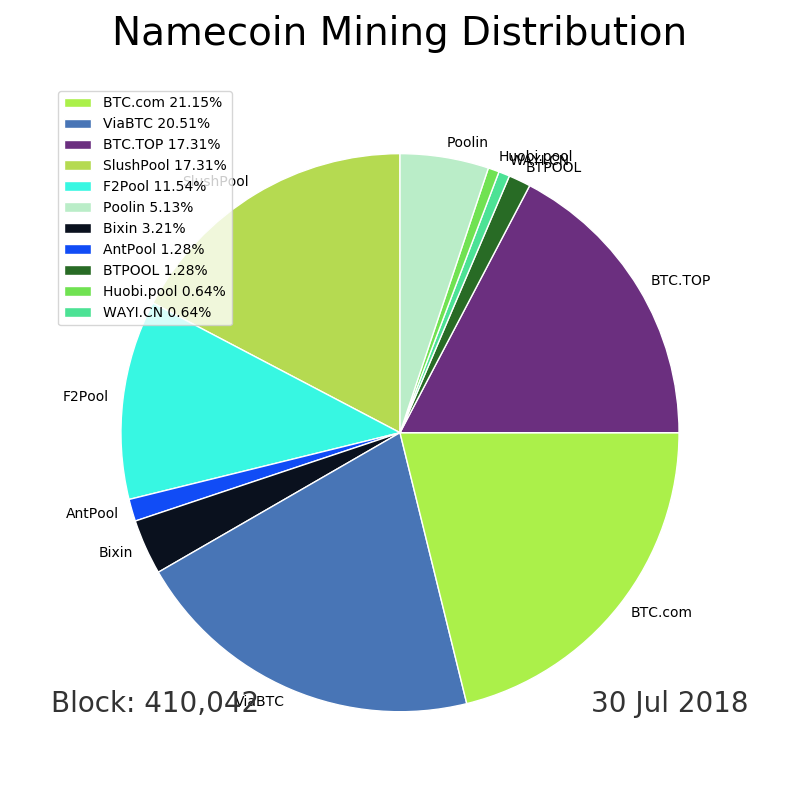 Namecoin Mining Distribution
BTC.com 21.15%
ViaBTC 20.51%
BTC.TOP 17.31%
SlushPool 17.31%
F2Pool 11.54%
Poolin 5.13%
Bixin 3.21%
AntPool 1.28%
BTPOOL 1.28%
Huobi.pool 0.64%
WAYI.CN 0.64%
Poolin
Huobi.pool
WAYI.CN
BTPOOL
SlushPool
BTC.TOP
F2Pool
AntPool
Bixin
BTC.com
ViaBTC
Block: 410,042
30 Jul 2018